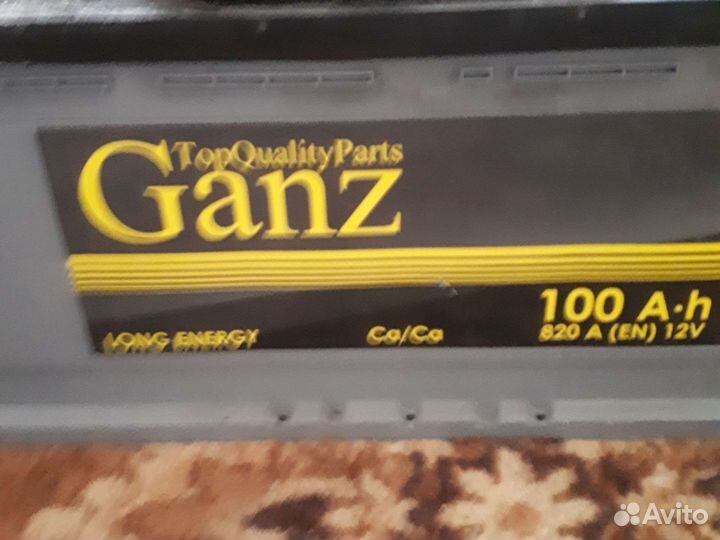 TopQualityParts
Ganz
100 A·h
LONG ENERGY Ca/Ca 820 A (EN) 12V
Avito